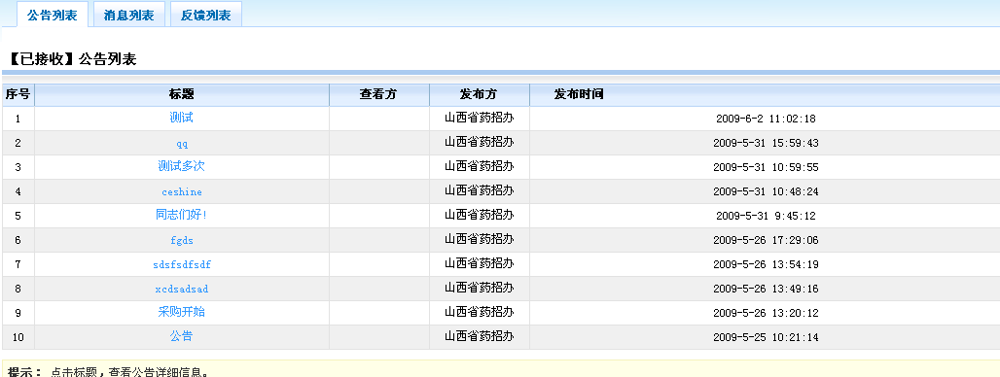 公告列表 消息列表 反馈列表
【已接收】公告列表
序号 标题 查看方 发布方 发布时间
1 测试 山西省药招办 2009-6-2 11:02:18
2 qq 山西省药招办 2009-5-31 15:59:43
3 测试多次 山西省药招办 2009-5-31 10:59:55
4 ceshine 山西省药招办 2009-5-31 10:48:24
5 同志们好! 山西省药招办 2009-5-31 9:45:12
6 fgds 山西省药招办 2009-5-26 17:29:06
7 sdsfsdfsdf 山西省药招办 2009-5-26 13:54:19
8 xcdsadsad 山西省药招办 2009-5-26 13:49:16
9 采购开始 山西省药招办 2009-5-26 13:20:12
10 公告 山西省药招办 2009-5-25 10:21:14
提示： 点击标题，查看公告详细信息。